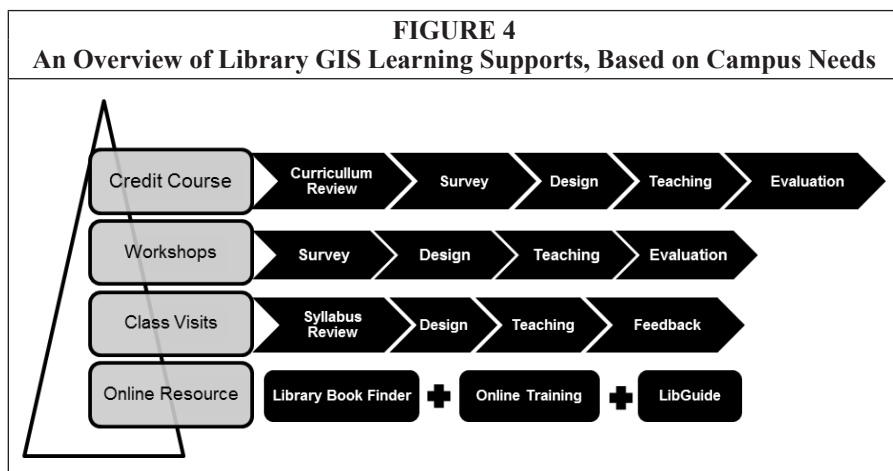 FIGURE 4
An Overview of Library GIS Learning Supports, Based on Campus Needs
Credit Course
Curricullum
Review
Survey
Design
Teaching
Evaluation
Workshops
Survey
Design
Teaching
Evaluation
Class Visits
Syllabus
Review
Design
Teaching
Feedback
Online Resource
Library Book Finder
Online Training
LibGuide